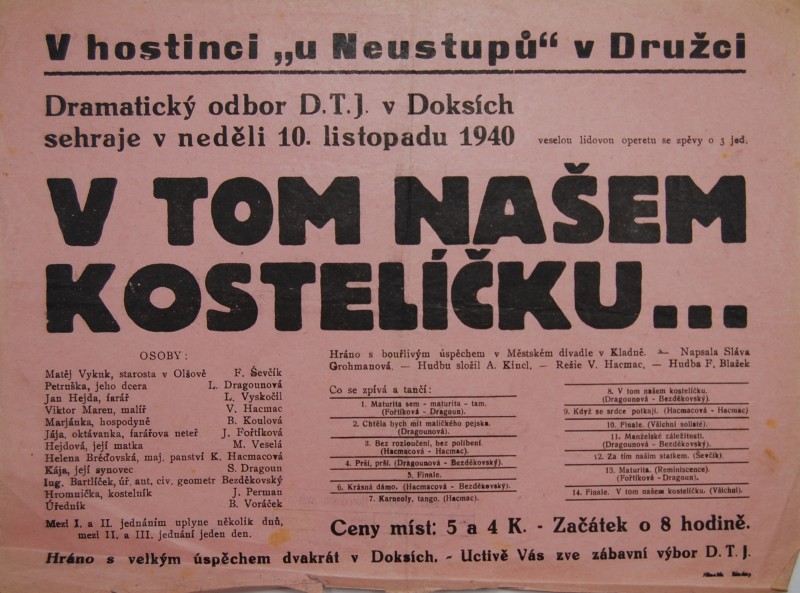 V hostinci „u Neustupů“ v Družci
Dramatický odbor D.T.J. v Doksích
sehraje v neděli 10. listopadu 1940 veselou lidovou operetu se zpěvy o 3 jed.
V TOM NAŠEM
KOSTELÍČKU...
OSOBY:
Matěj Vykuk, starosta v Olšově F. Ševčík
Petruška, jeho dcera L. Dragounová
Jan Hejda, farář L. Vyskočil
Viktor Maren, malíř V. Hacmac
Marjánka, hospodyně B. Koulová
Jája, oktávanka, farářova neteř J. Foŕtíková
Hejdová, její matka M. Veselá
Helena Bréďovská, maj. panství K. Hacmacová
Kája, její synovec S. Dragoun
Ing. Bartlíček, úř. aut. civ. geometr Bezděkovský
Hromnička, kostelník J. Perman
Úředník B. Voráček
Mezi I. a II. jednáním uplyne několik dnů,
mezi II. a III. jednání jeden den.
Hráno s bouřlivým úspěchem v Městském divadle v Kladně. — Napsala Sláva
Grohmanová. — Hudbu složil A. Kincl. — Režie V. Hacmac. — Hudba F. Blažek
Co se zpívá a tančí:
1. Maturita sem - maturita - tam.
(Foŕtíková - Dragoun).
2. Chtěla bych mít maličkého pejska.
(Dragounová).
3. Bez rozloučení, bez políbení.
(Hacmacová - Hacmac).
4. Prší, prší. (Dragounová - Bezděkovský).
5. Finale.
6. Krásná dámo. (Hacmacová - Bezděkovský).
7. Karneoly, tango. (Hacmac).
8. V tom našem kostelíčku.
(Dragounová - Bezděkovský).
9. Když se srdce potkají. (Hacmacová - Hacmac)
10. Finale. (Všichni solisté).
11. Manželské záležitosti.
(Dragounová - Bezděkovský).
12. Za tím naším statkem. (Ševčík).
13. Maturita. (Reminiscence).
(Foŕtíková - Dragoun).
14. Finale. V tom našem kostelíčku. (Všichni).
Ceny míst: 5 a 4 K. - Začátek o 8 hodině.
Hráno s velkým úspěchem dvakrát v Doksích. - Uctivě Vás zve zábavní výbor D. T. J.